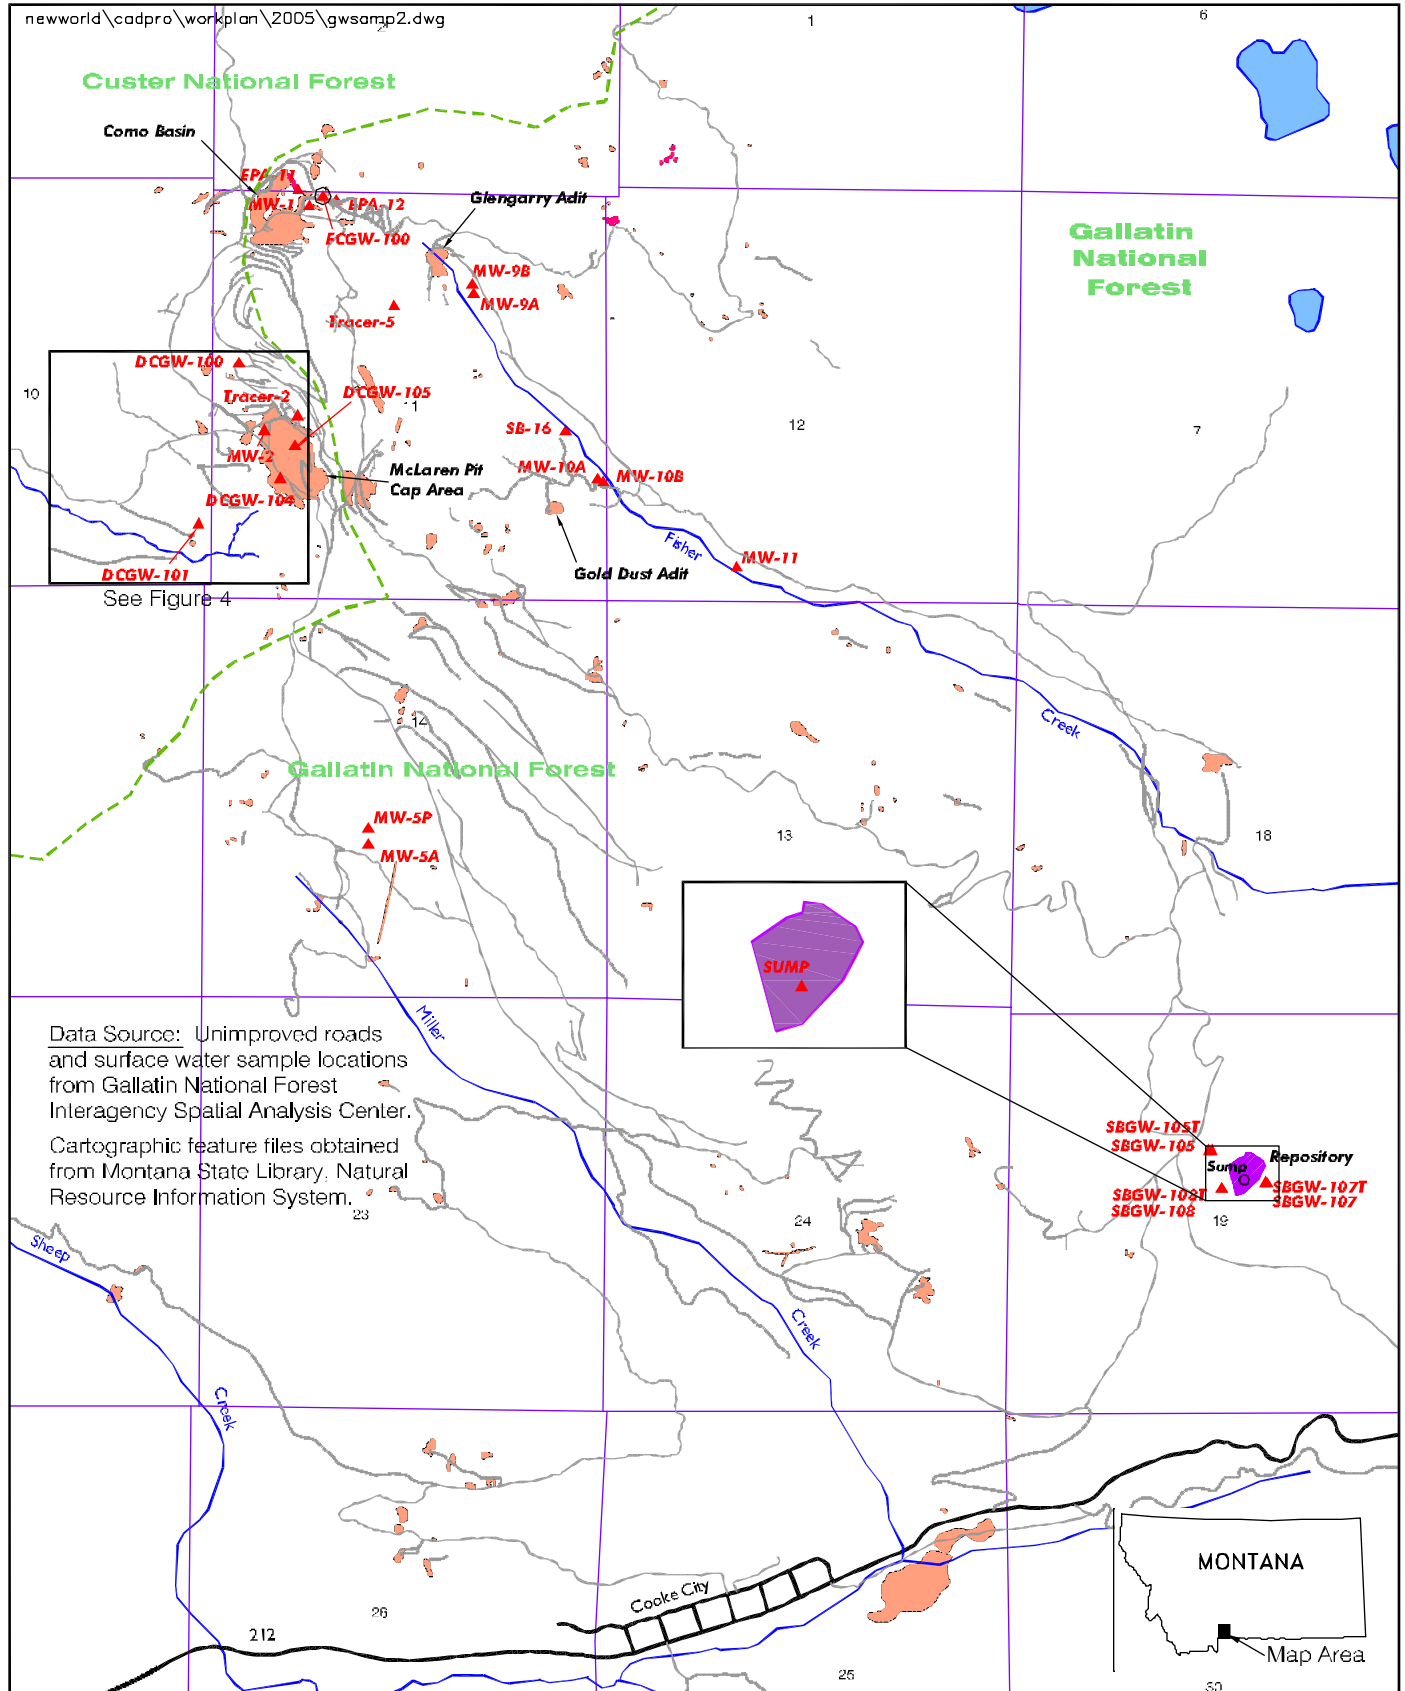 newworld\cadpro\workplan\2005\gwsamp2.dwg
2
1
6
Custer National Forest
Como Basin
EPA-11
MW-1
EPA-12
FCGW-100
Glengarry Adit
Gallatin
National
Forest
MW-9B
MW-9A
Tracer-5
DCGW-100
10
Tracer-2
DCGW-105
11
12
7
SB-16
MW-2
McLaren Pit
Cap Area
MW-10A
MW-10B
DCGW-104
Fisher
MW-11
DCGW-101
Gold Dust Adit
See Figure 4
14
Creek
Gallatin National Forest
MW-5P
13
18
MW-5A
SUMP
Miller
Data Source: Unimproved roads
and surface water sample locations
from Gallatin National Forest
Interagency Spatial Analysis Center.
Cartographic feature files obtained
from Montana State Library, Natural
Resource Information System.
SBGW-105T
SBGW-105
Sump
Repository
SBGW-108T
SBGW-108
SBGW-107T
SBGW-107
23
24
19
Sheep
Creek
Creek
MONTANA
Map Area
Cooke City
26
212
25
30